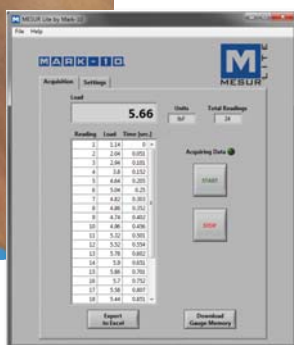 MESUR Lite by Mark-10
File Help
MARK-10
M
MESUR
LITE
Acquisition Settings
Load
5.66
Units
lbF
Total Readings
24
Reading Load Time [sec.]
1 1.14 0
2 2.04 0.051
3 2.94 0.101
4 3.8 0.152
5 4.64 0.205
6 5.04 0.25
7 4.82 0.303
8 4.86 0.352
9 4.74 0.402
10 4.86 0.456
11 5.32 0.501
12 5.52 0.554
13 5.78 0.602
14 5.8 0.651
15 5.86 0.701
16 5.7 0.752
17 5.58 0.807
18 5.44 0.851
Acquiring Data
START
STOP
Export
to Excel
Download
Gauge Memory